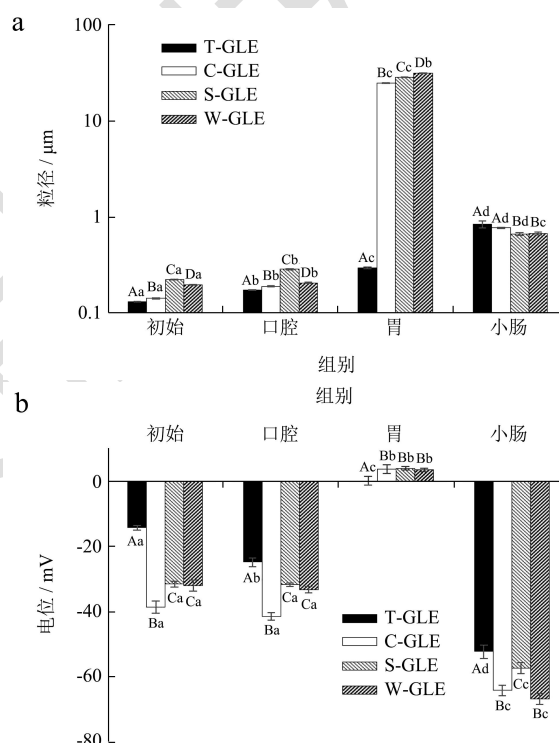 a
100
10
1
0.1
粒径 / μm
T-GLE
C-GLE
S-GLE
W-GLE
Aa Ba Ca Da
Ab Bb Cb Db
Ac Bc Cc Db
Ad Ad Bd Bc
初始 口腔 胃 小肠
组别
b
组别
初始 口腔 胃 小肠
0
-20
-40
-60
-80
电位 / mV
Aa Ba Ca Ca
Ab Ba Ca Ca
Ac Bb Bb Bb
Ad Bc Cc Bc
T-GLE
C-GLE
S-GLE
W-GLE